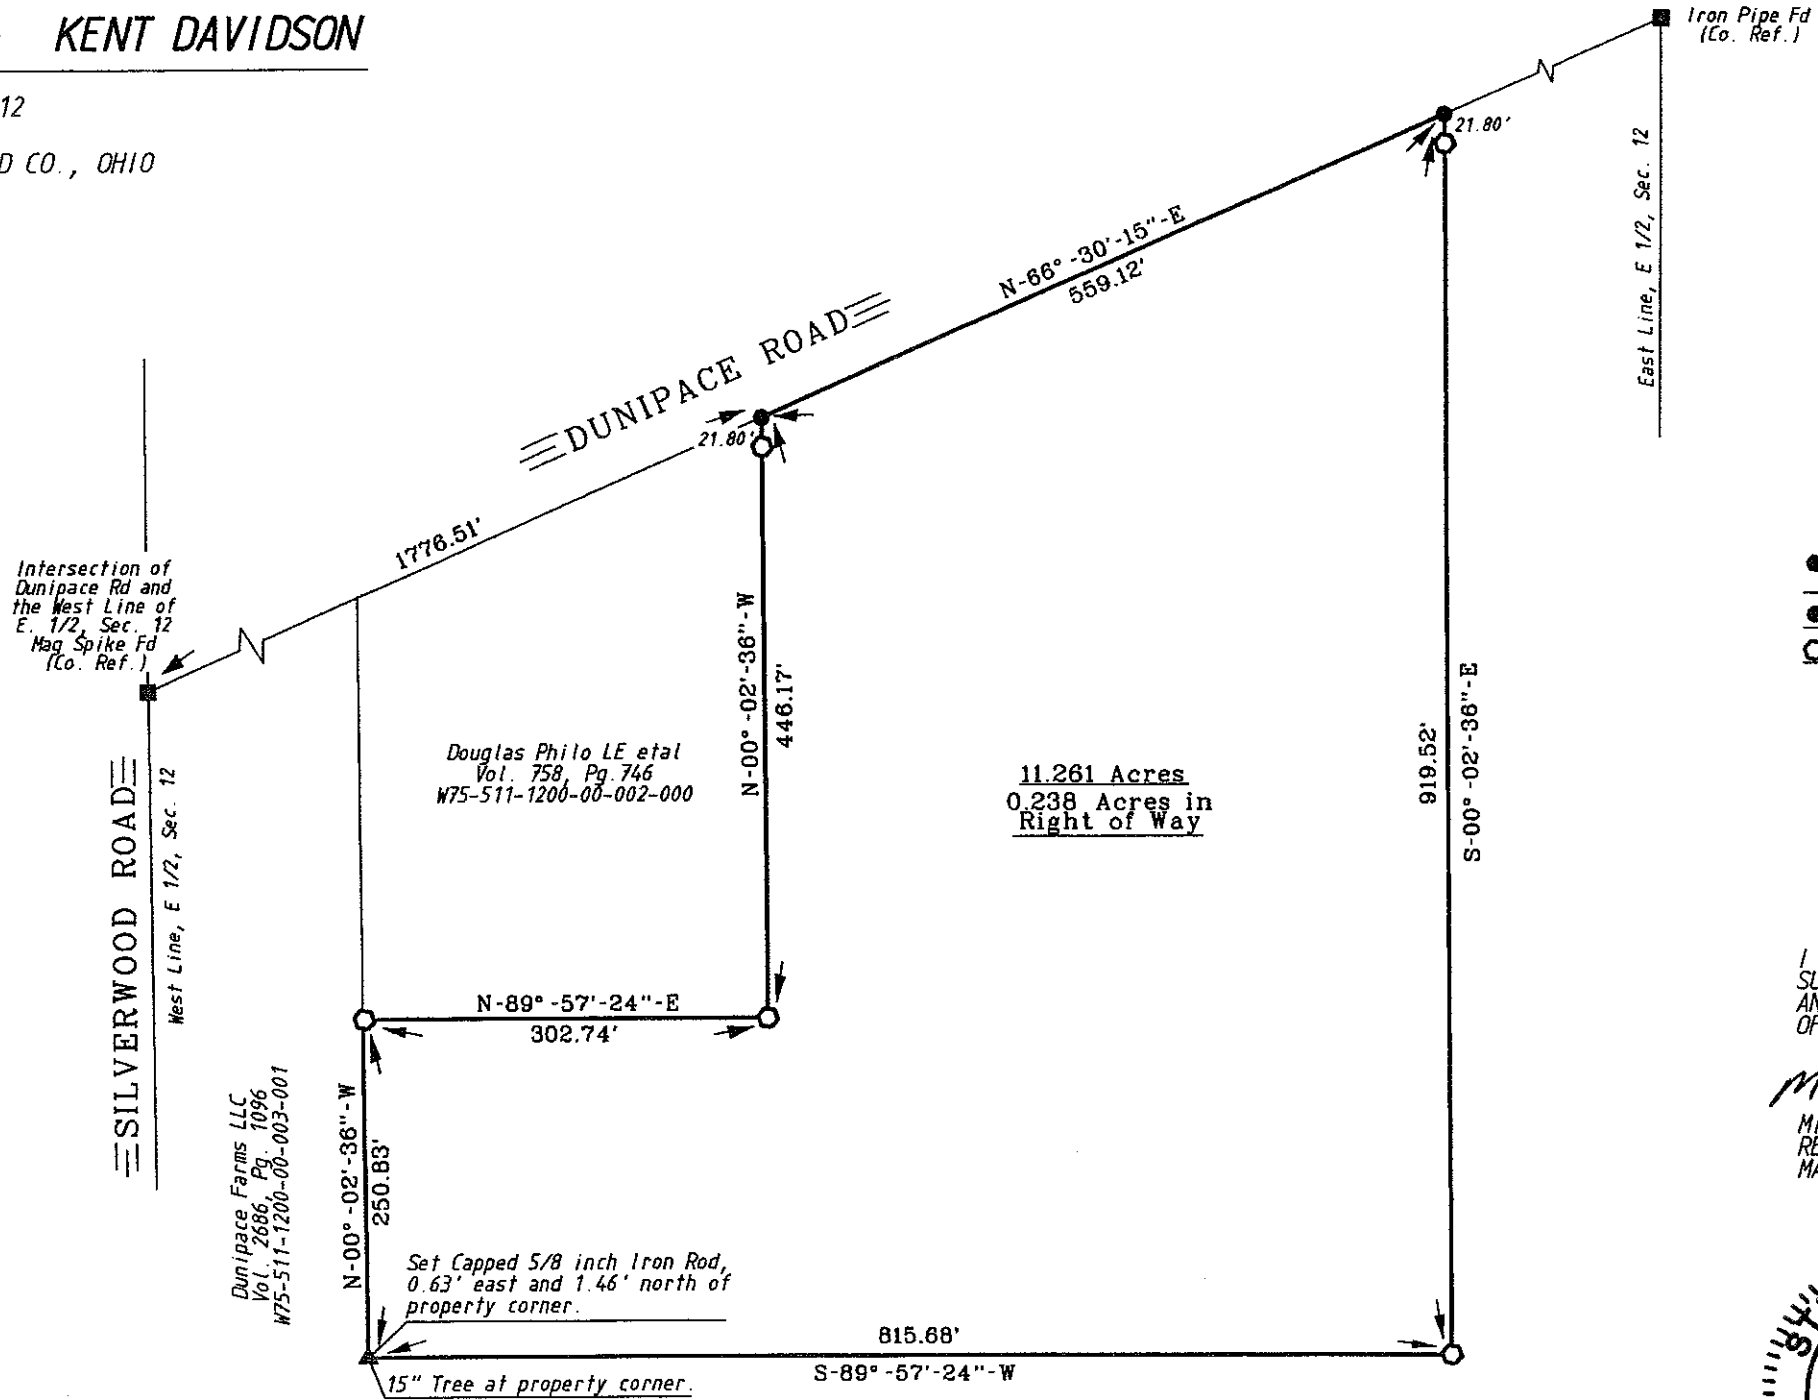 KENT DAVIDSON
12
D CO., OHIO
Iron Pipe Fd
(Co. Ref.)
21.80'
East Line, E 1/2, Sec. 12
N-66°-30'-15"-E
559.12'
DUNIPACE ROAD
21.80'
1776.51'
Intersection of
Dunipace Rd and
the West Line of
E. 1/2, Sec. 12
Mag Spike Fd
(Co. Ref.)
SILVERWOOD ROAD
West Line, E 1/2, Sec. 12
Douglas Philo LE etal
Vol. 758, Pg.746
W75-511-1200-00-002-000
N-00°-02'-36"-W
446.17'
11.261 Acres
0.238 Acres in
Right of Way
919.52'
S-00°-02'-36"-E
N-89°-57'-24"-E
302.74'
Dunipace Farms LLC
Vol. 2686, Pg. 1096
W75-511-1200-00-003-001
N-00°-02'-36"-W
250.83'
Set Capped 5/8 inch Iron Rod,
0.63' east and 1.46' north of
property corner.
815.68'
S-89°-57'-24"-W
15" Tree at property corner.
I
SU
AN
OF
MI
RE
MA